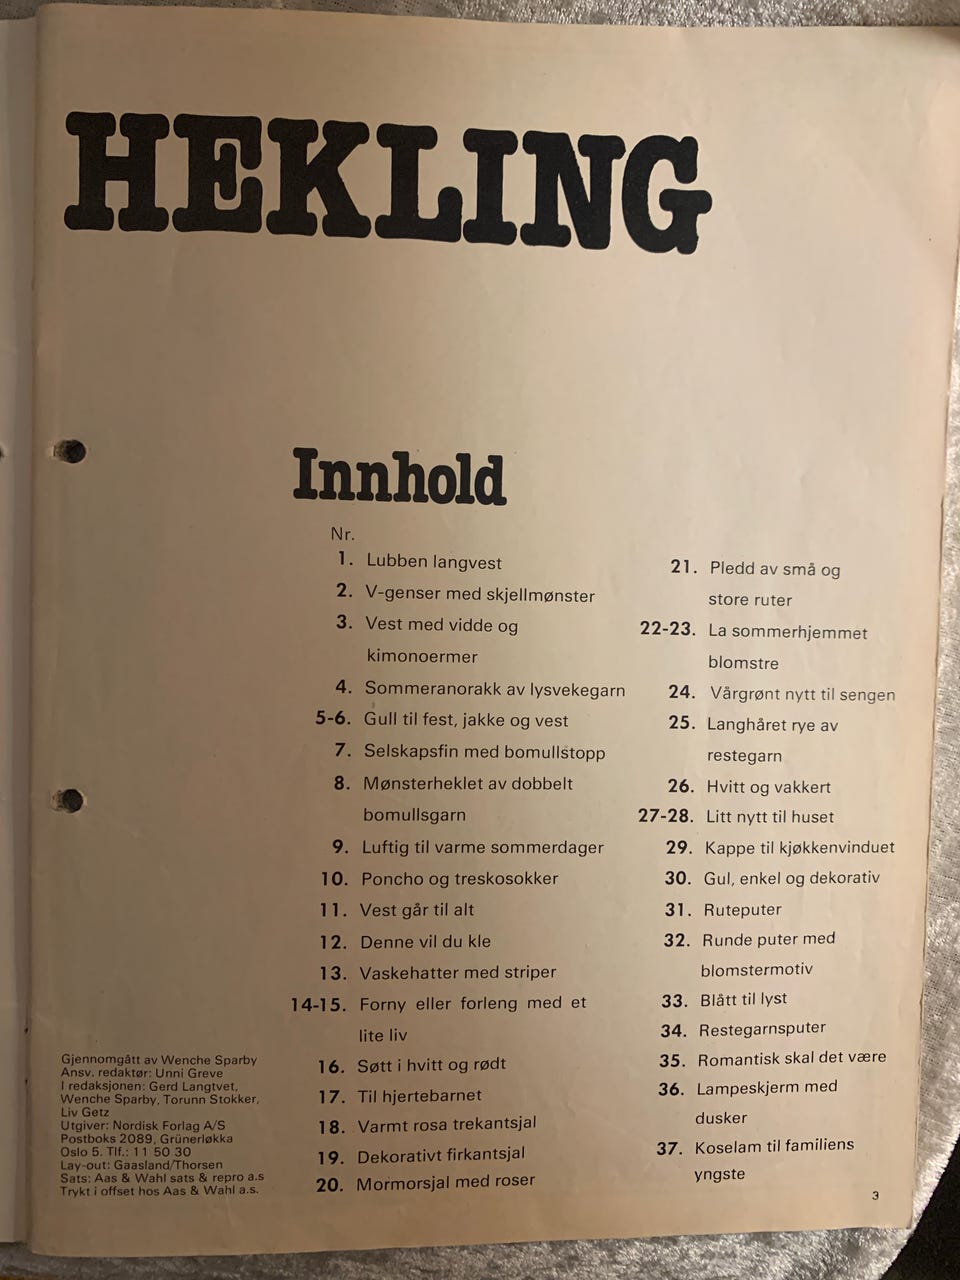 HEKLING
Innhold
Nr.
1. Lubben langvest
2. V-genser med skjellmønster
3. Vest med vidde og
kimonoermer
4. Sommeranorakk av lysvekegarn
5-6. Gull til fest, jakke og vest
7. Selskapsfin med bomullstopp
8. Mønsterheklet av dobbelt
bomullsgarn
9. Luftig til varme sommerdager
10. Poncho og treskosokker
11. Vest går til alt
12. Denne vil du kle
13. Vaskehatter med striper
14-15. Forny eller forleng med et
lite liv
16. Søtt i hvitt og rødt
17. Til hjertebarnet
18. Varmt rosa trekantsjal
19. Dekorativt firkantsjal
20. Mormorsjal med roser
21. Pledd av små og
store ruter
22-23. La sommerhjemmet
blomstre
24. Vårgrønt nytt til sengen
25. Langhåret rye av
restegarn
26. Hvitt og vakkert
27-28. Litt nytt til huset
29. Kappe til kjøkkenvinduet
30. Gul, enkel og dekorativ
31. Ruteputer
32. Runde puter med
blomstermotiv
33. Blått til lyst
34. Restegarnsputer
35. Romantisk skal det være
36. Lampeskjerm med
dusker
37. Koselam til familiens
yngste
Gjennomgått av Wenche Sparby
Ansv. redaktør: Unni Greve
I redaksjonen: Gerd Langtvet,
Wenche Sparby, Torunn Stokker,
Liv Getz
Utgiver: Nordisk Forlag A/S
Postboks 2089, Grünerløkka
Oslo 5. Tlf.: 11 50 30
Lay-out: Gaasland/Thorsen
Sats: Aas & Wahl sats & repro a.s
Trykt i offset hos Aas & Wahl a.s.
3